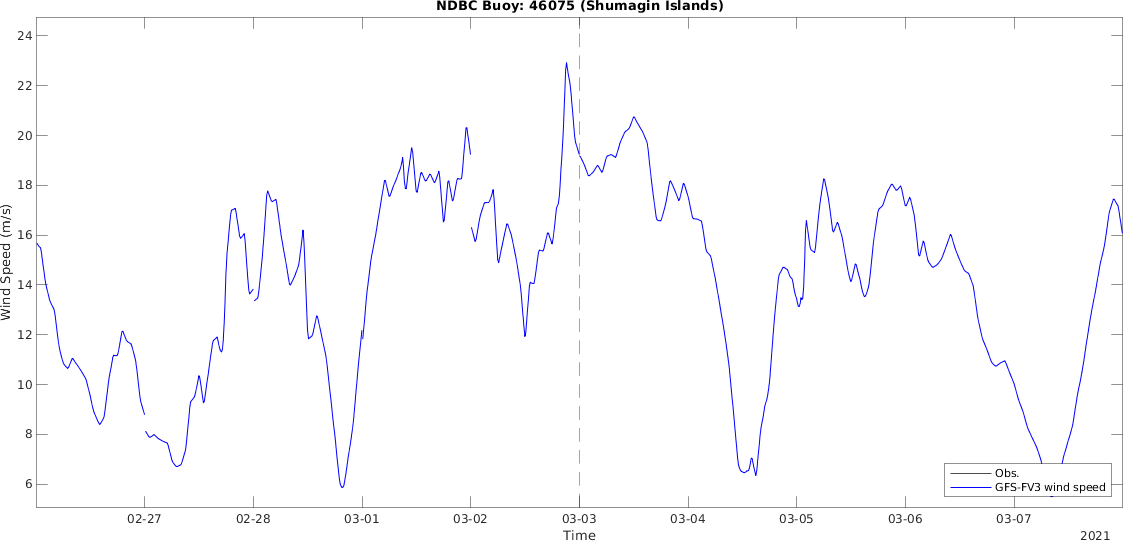 NDBC Buoy: 46075 (Shumagin Islands)
24
22
20
18
16
14
12
10
8
6
Wind Speed (m/s)
Obs.
GFS-FV3 wind speed
02-27 02-28 03-01 03-02 03-03 03-04 03-05 03-06 03-07
Time
2021